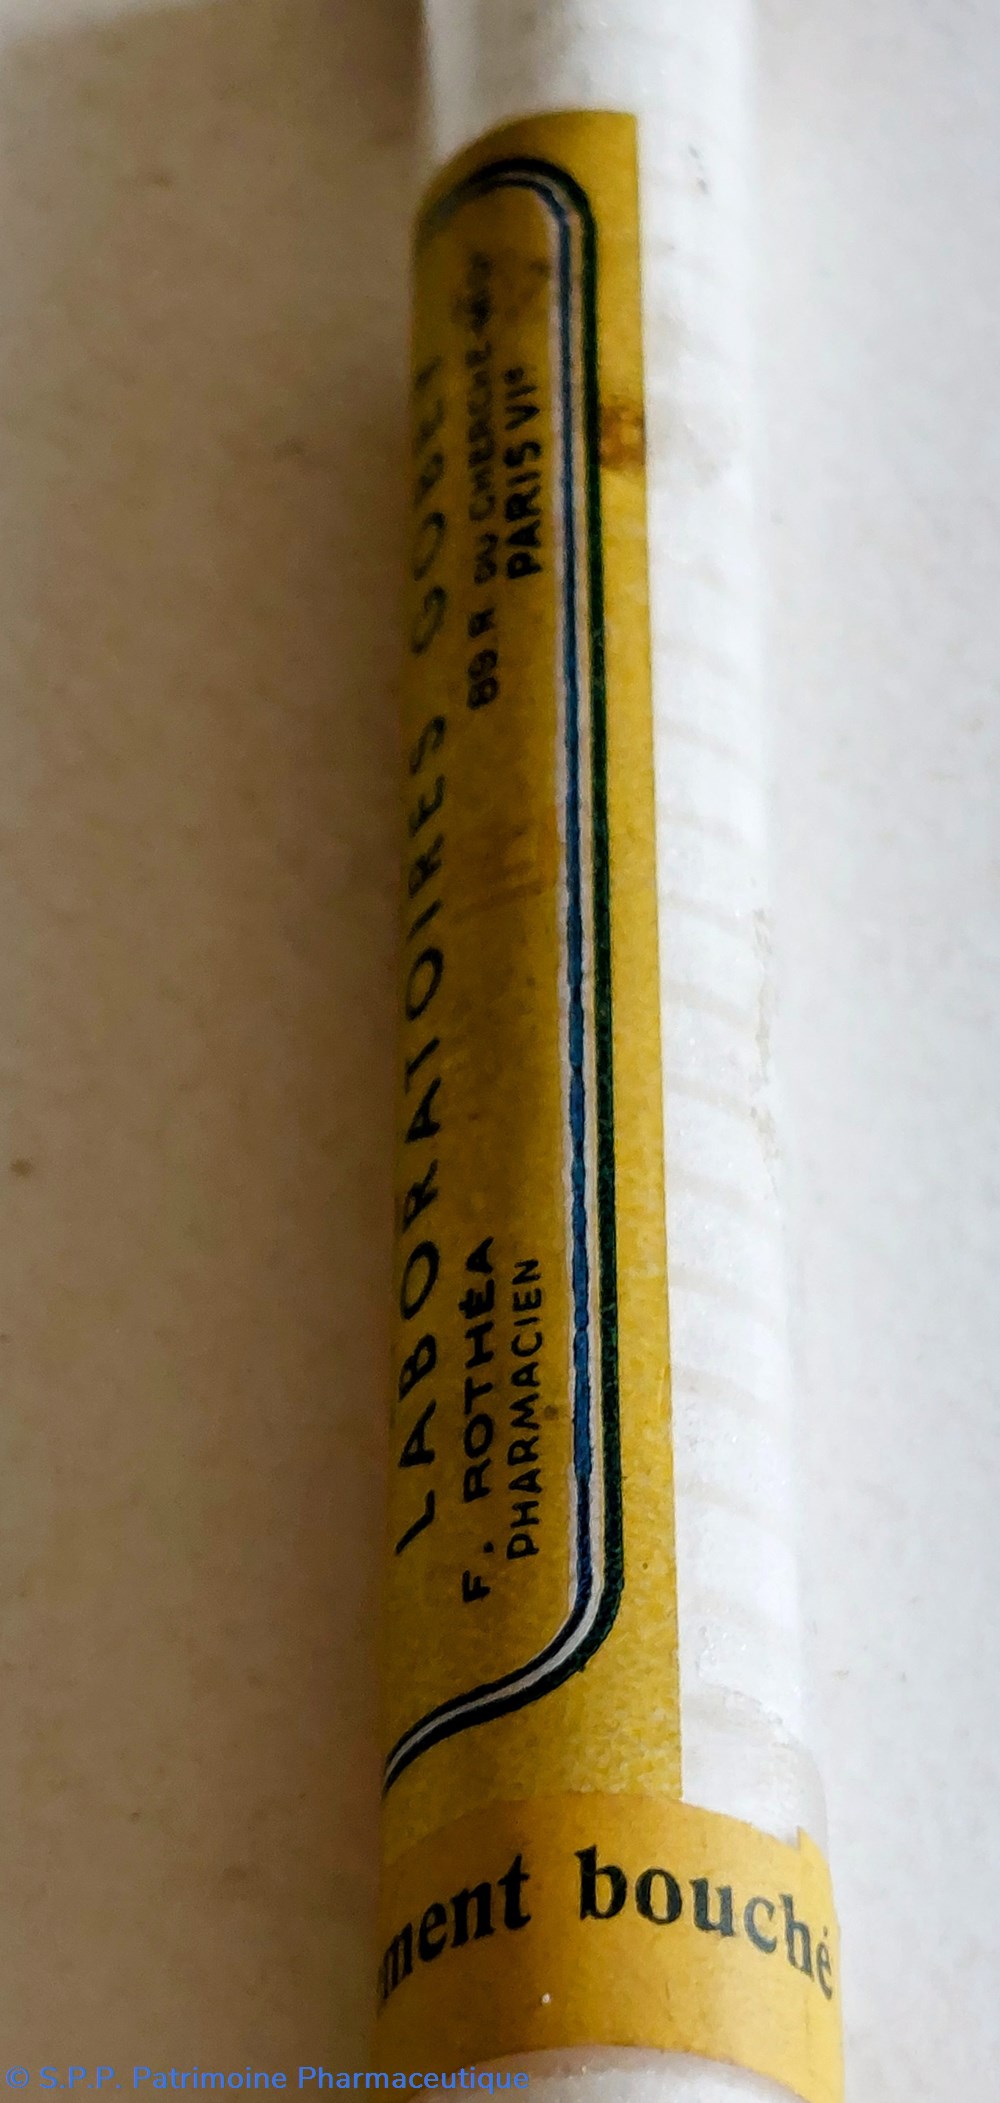 LABORATOIRES GOBEY
F. ROTHÉA
PHARMACIEN
89 R DU CHERCHE-MIDI
PARIS VIe
ment bouché
© S.P.P. Patrimoine Pharmaceutique